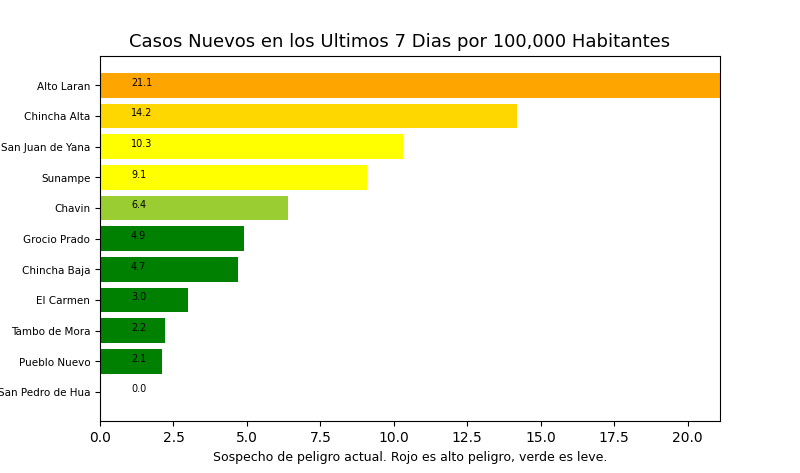 Casos Nuevos en los Ultimos 7 Dias por 100,000 Habitantes
Alto Laran 21.1
Chincha Alta 14.2
San Juan de Yana 10.3
Sunampe 9.1
Chavin 6.4
Grocio Prado 4.9
Chincha Baja 4.7
El Carmen 3.0
Tambo de Mora 2.2
Pueblo Nuevo 2.1
San Pedro de Hua 0.0
0.0 2.5 5.0 7.5 10.0 12.5 15.0 17.5 20.0
Sospecho de peligro actual. Rojo es alto peligro, verde es leve.